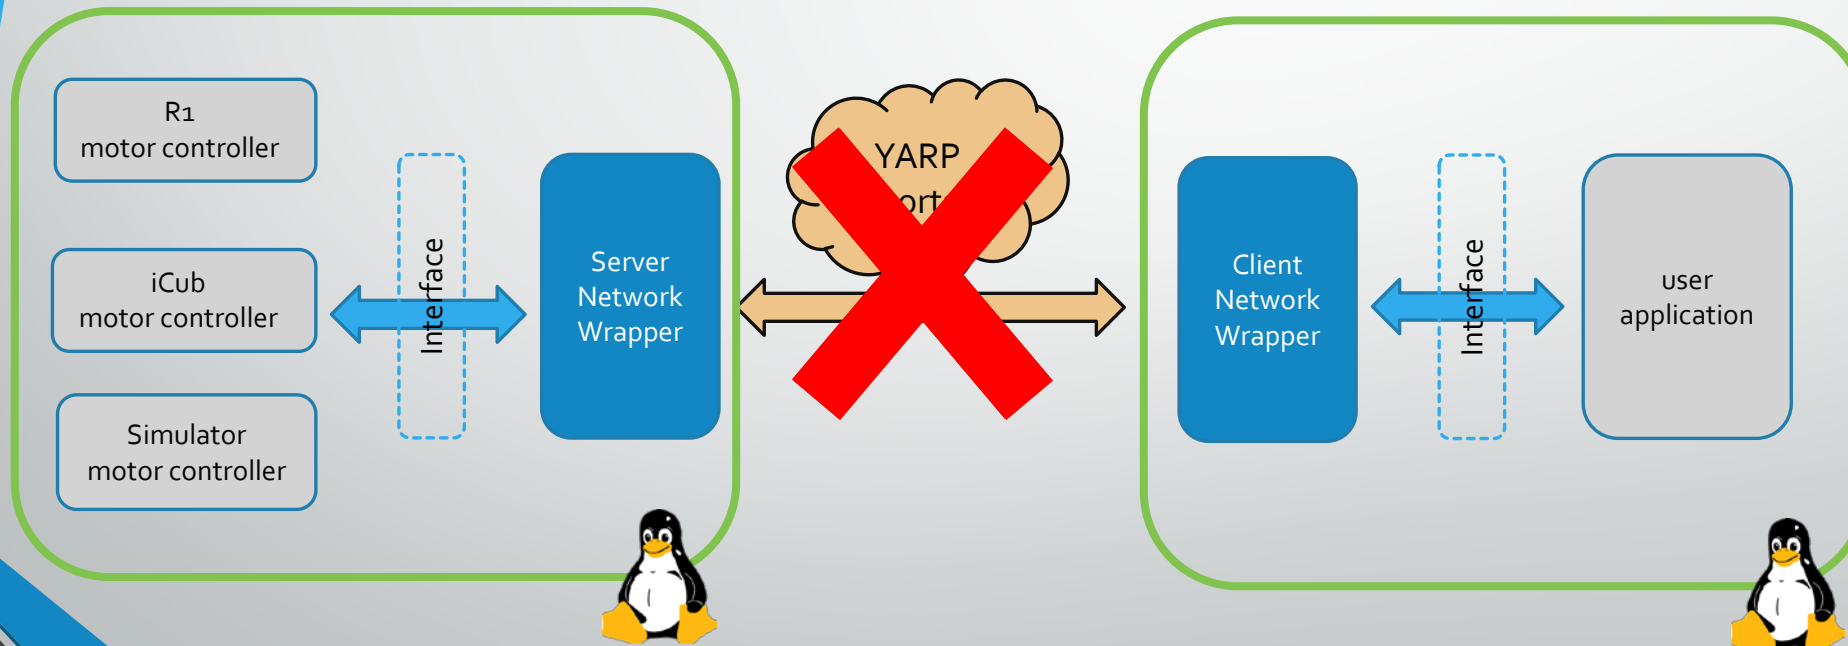 R1
motor controller
iCub
motor controller
Simulator
motor controller
Interface
Server
Network
Wrapper
YARP
Client
Network
Wrapper
Interface
user
application